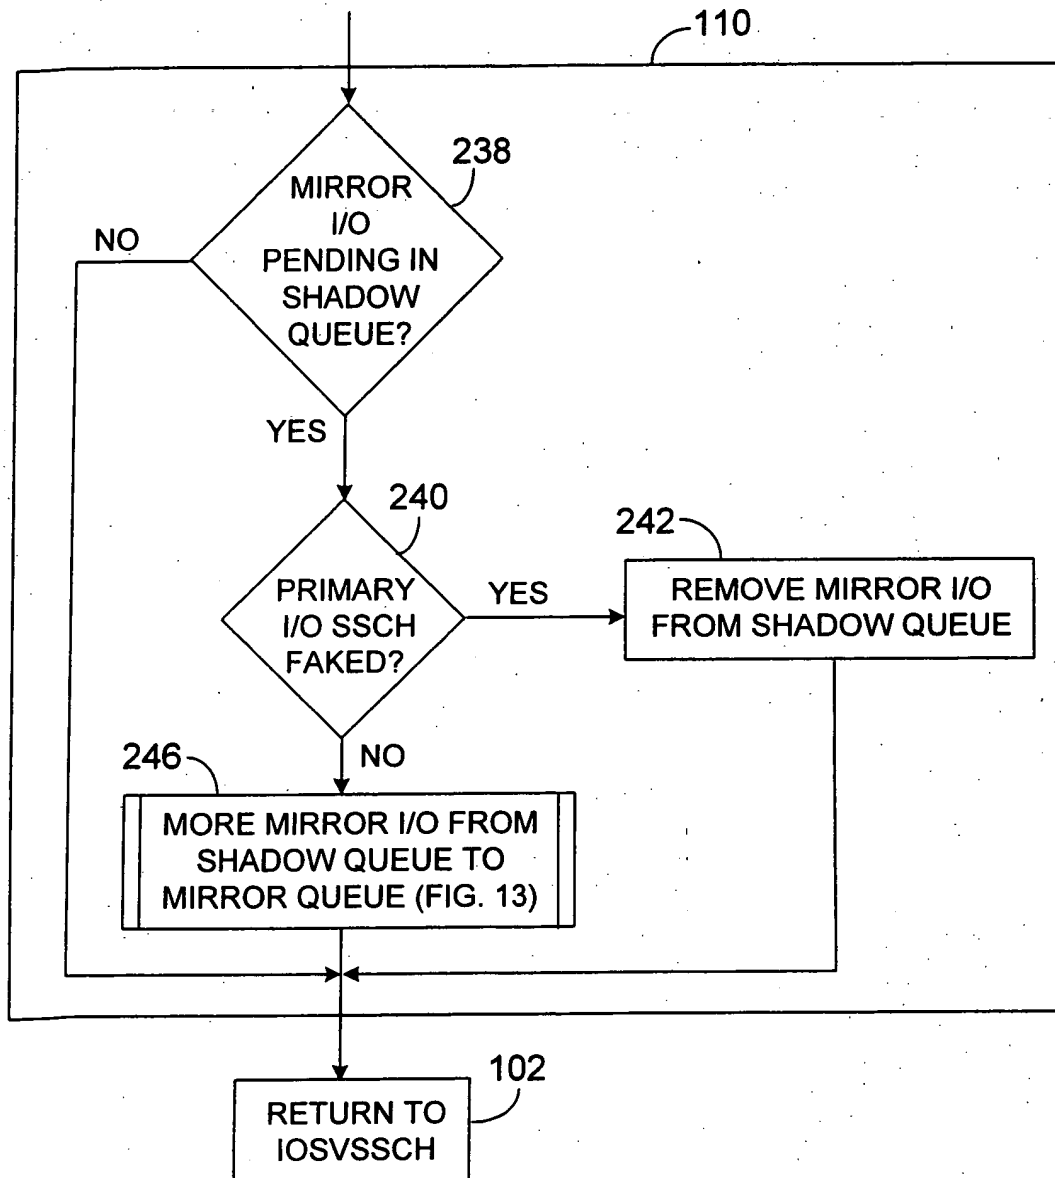 110
238
MIRROR
I/O
PENDING IN
SHADOW
QUEUE?
NO
YES
240
PRIMARY
I/O SSCH
FAKED?
YES
242
REMOVE MIRROR I/O
FROM SHADOW QUEUE
NO
246
MORE MIRROR I/O FROM
SHADOW QUEUE TO
MIRROR QUEUE (FIG. 13)
102
RETURN TO
IOSVSSCH